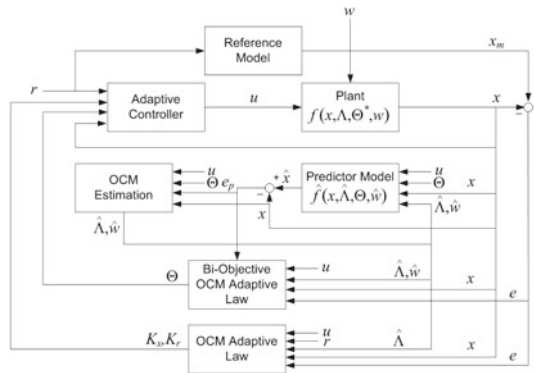 w
Reference
Model
x_m
r
Adaptive
Controller
u
Plant
f(x,Λ,Θ*,w)
x
−
OCM
Estimation
u
Θ e_p
+ x̂
−
x
Predictor Model
f̂(x,Λ̂,Θ,ŵ)
u
Θ
x
Λ̂,ŵ
Λ̂,ŵ
Θ
Bi-Objective
OCM Adaptive
Law
u
Λ̂,ŵ
x
e
K_s,K_r
OCM Adaptive
Law
u
r
Λ̂
x
e